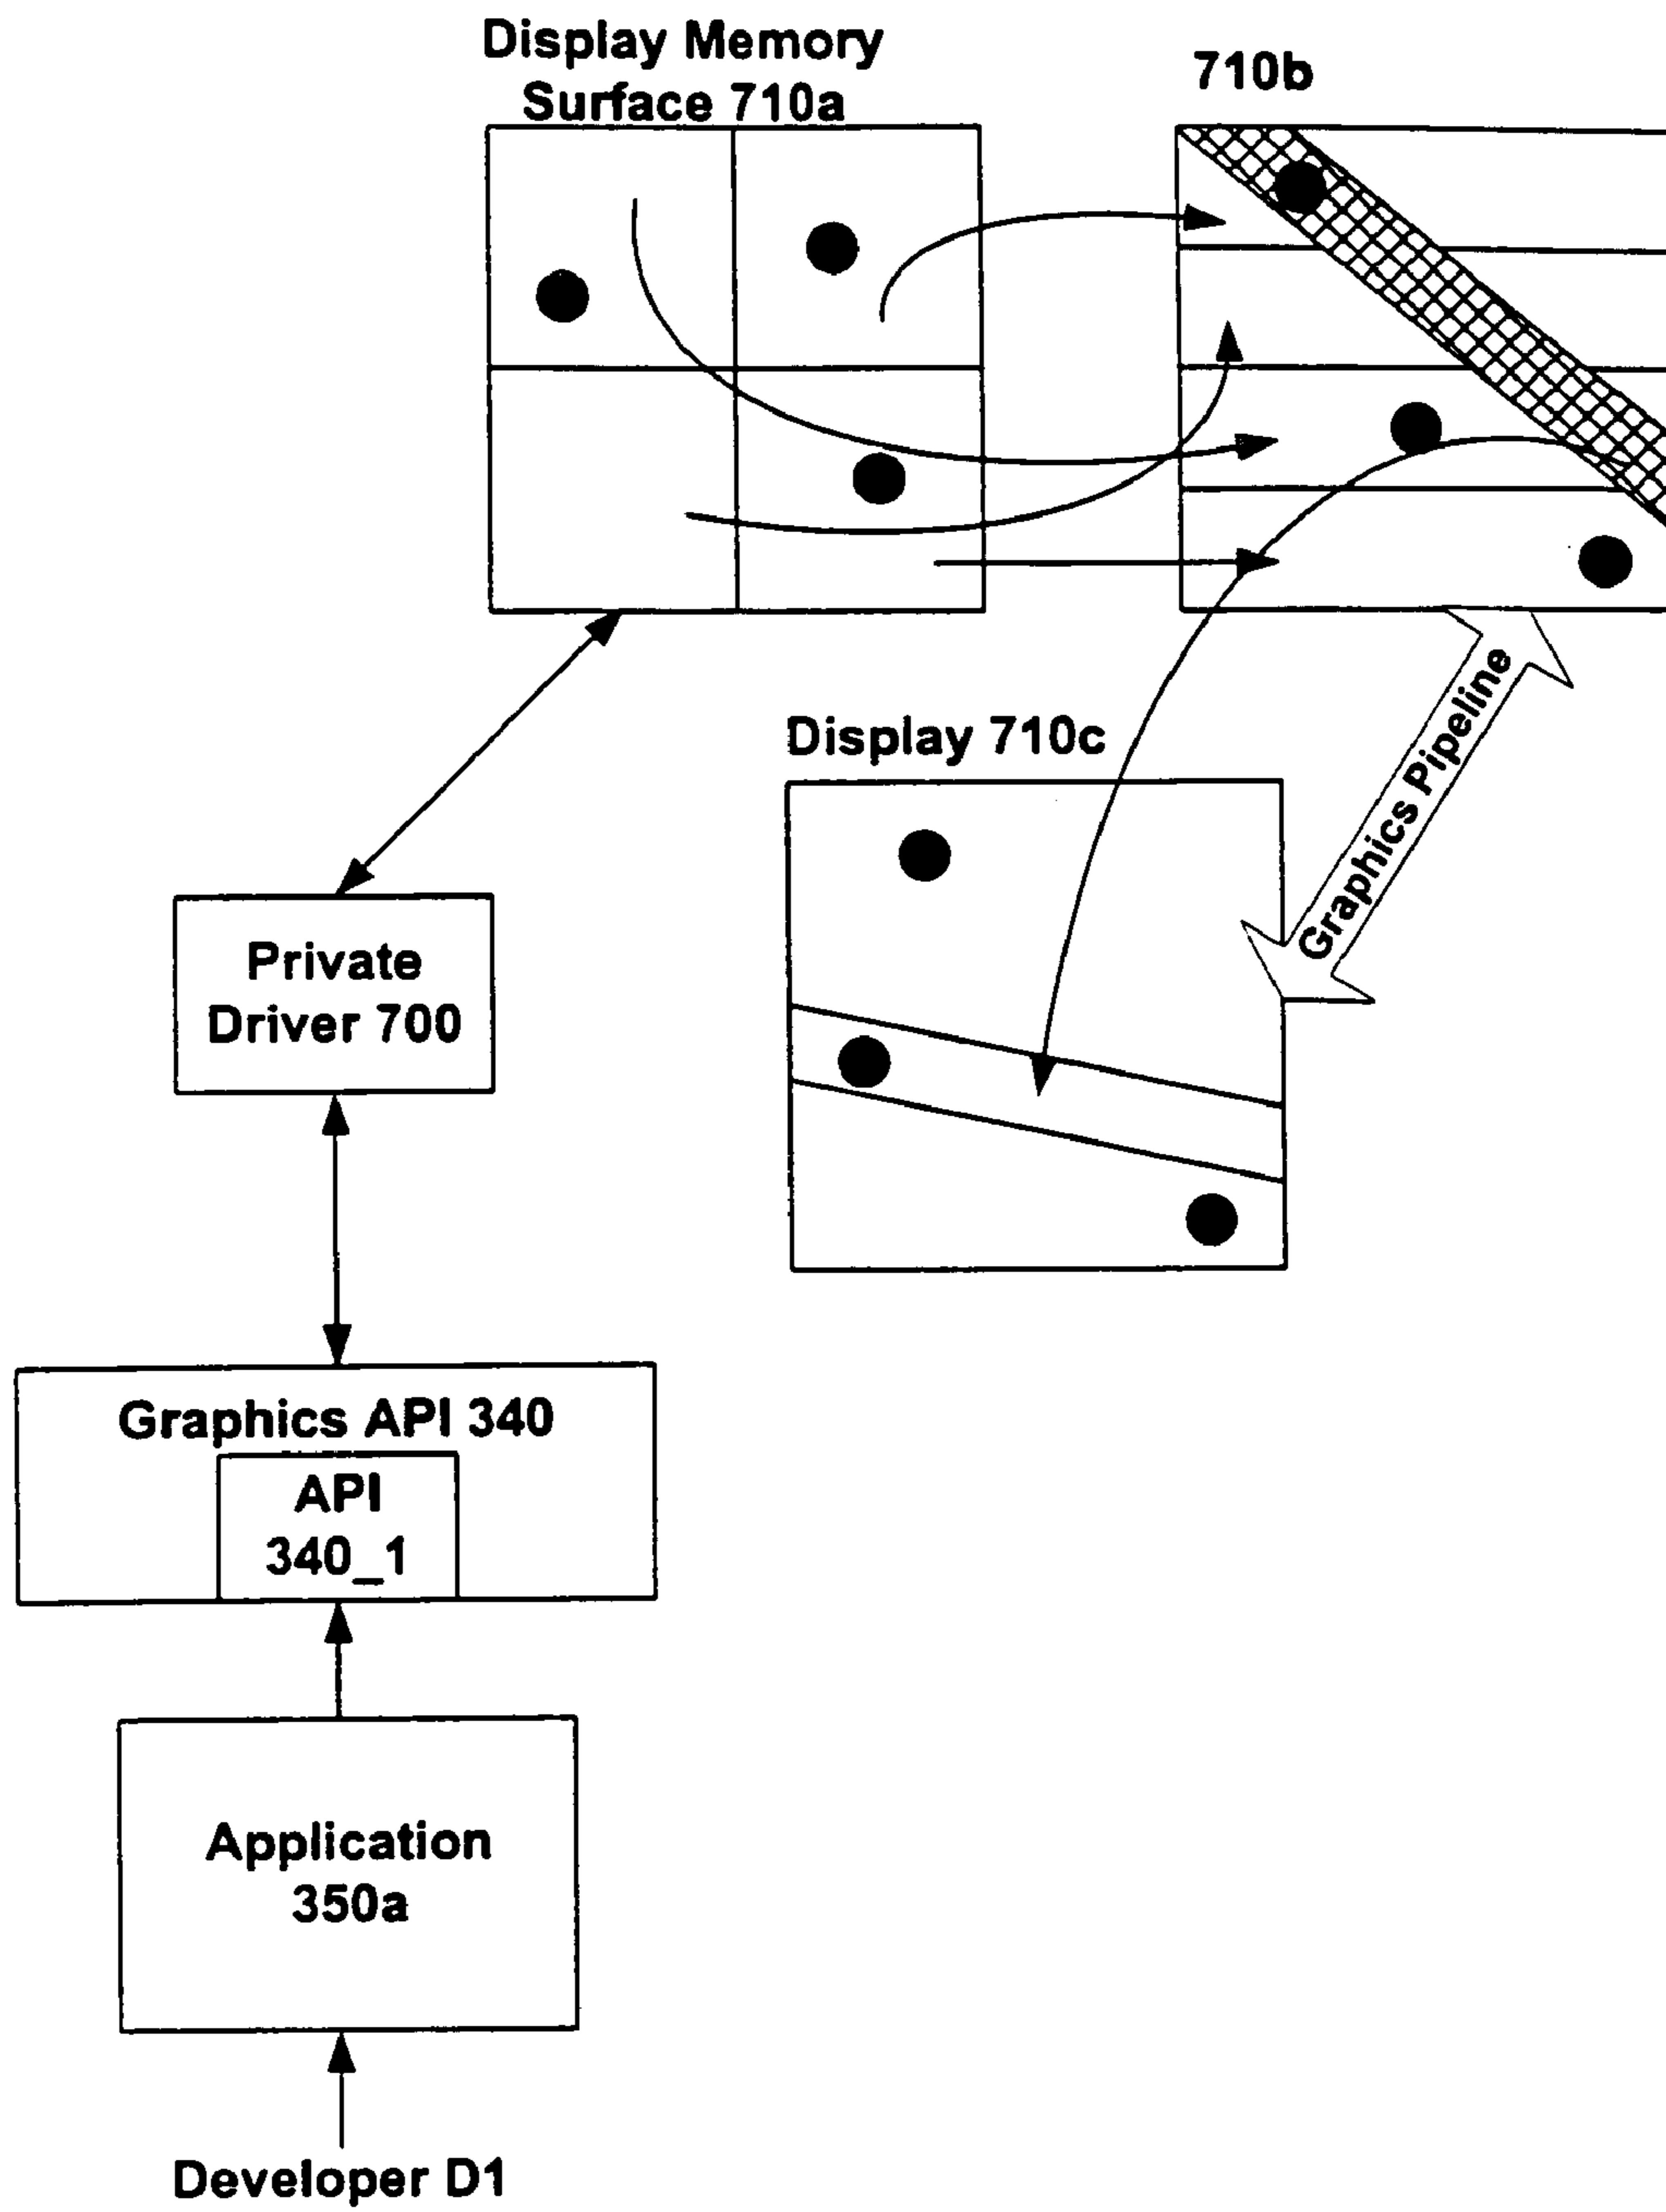 Display Memory
Surface 710a
710b
Display 710c
Graphics Pipeline
Private
Driver 700
Graphics API 340
API
340_1
Application
350a
Developer D1